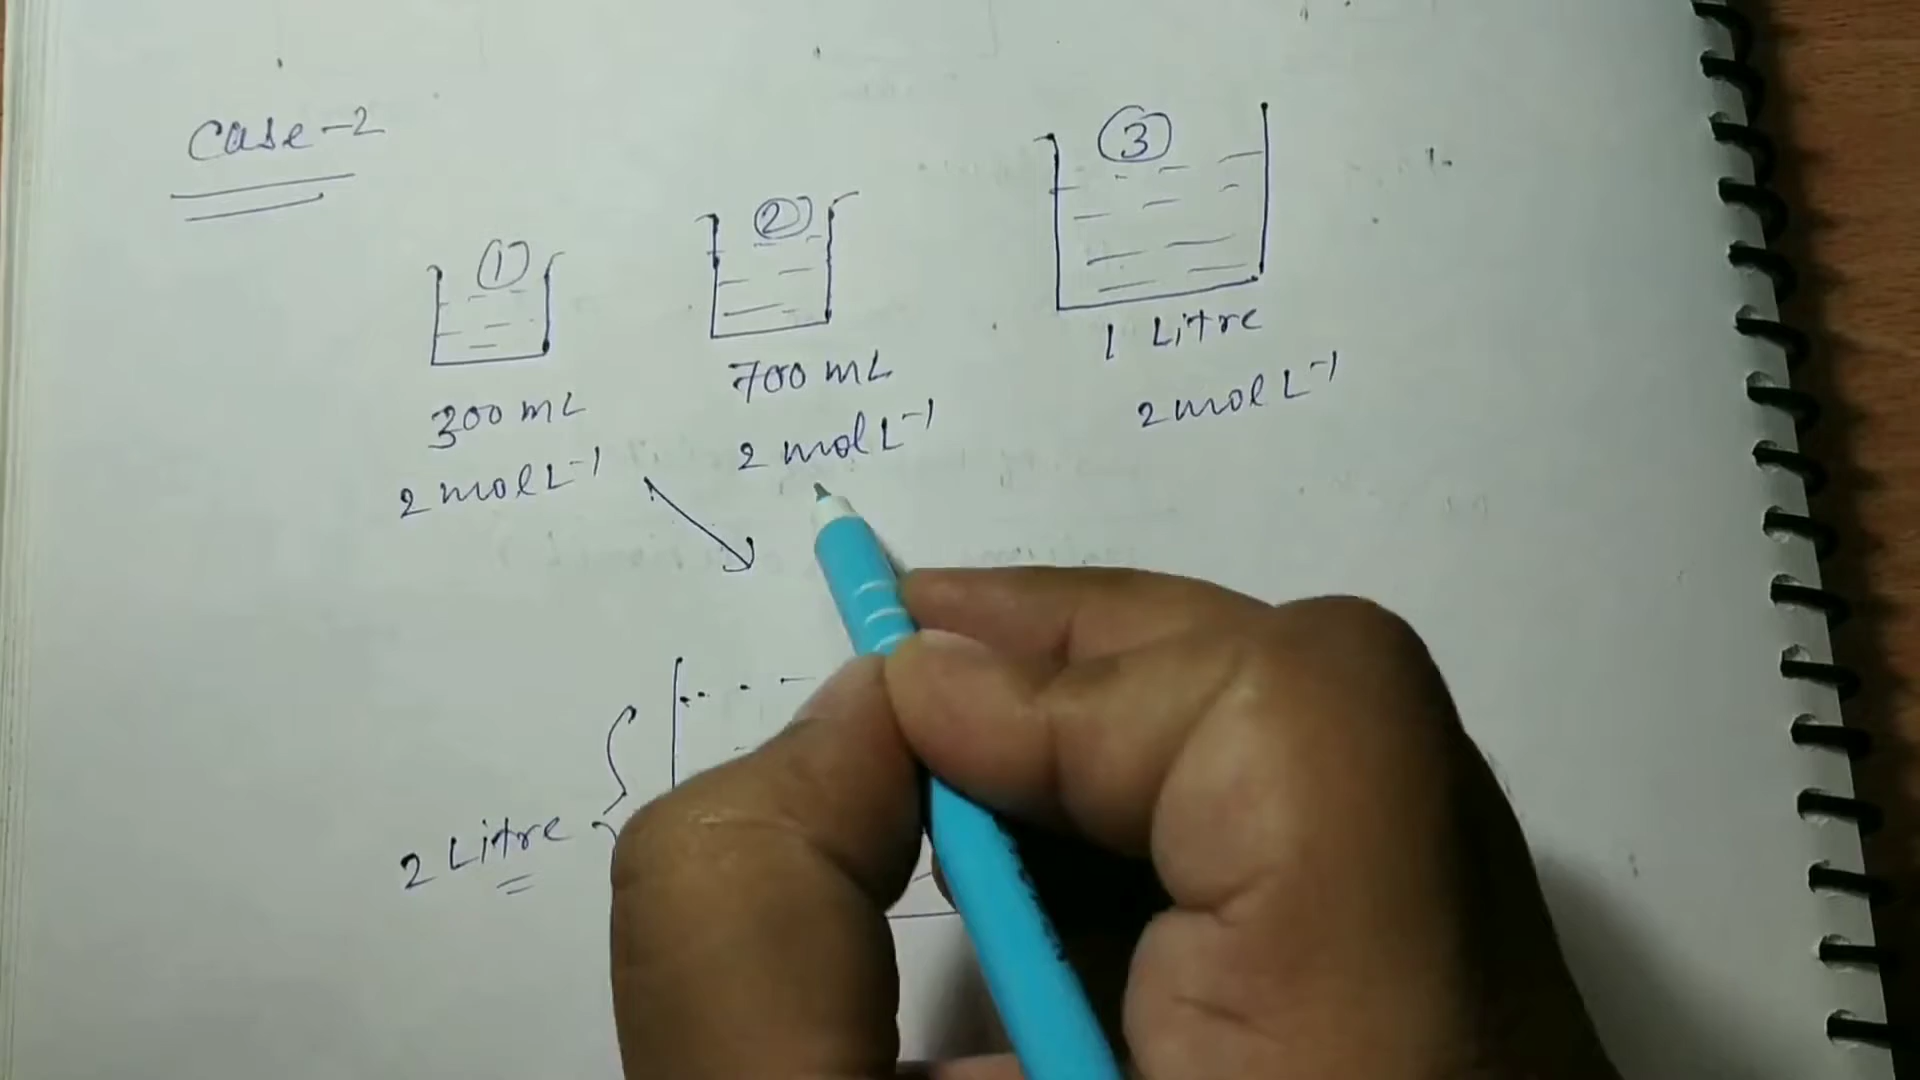 Case-2
1
2
3
300 mL
700 mL
1 Litre
2 mol L⁻¹
2 mol L⁻¹
2 mol L⁻¹
2 Litre